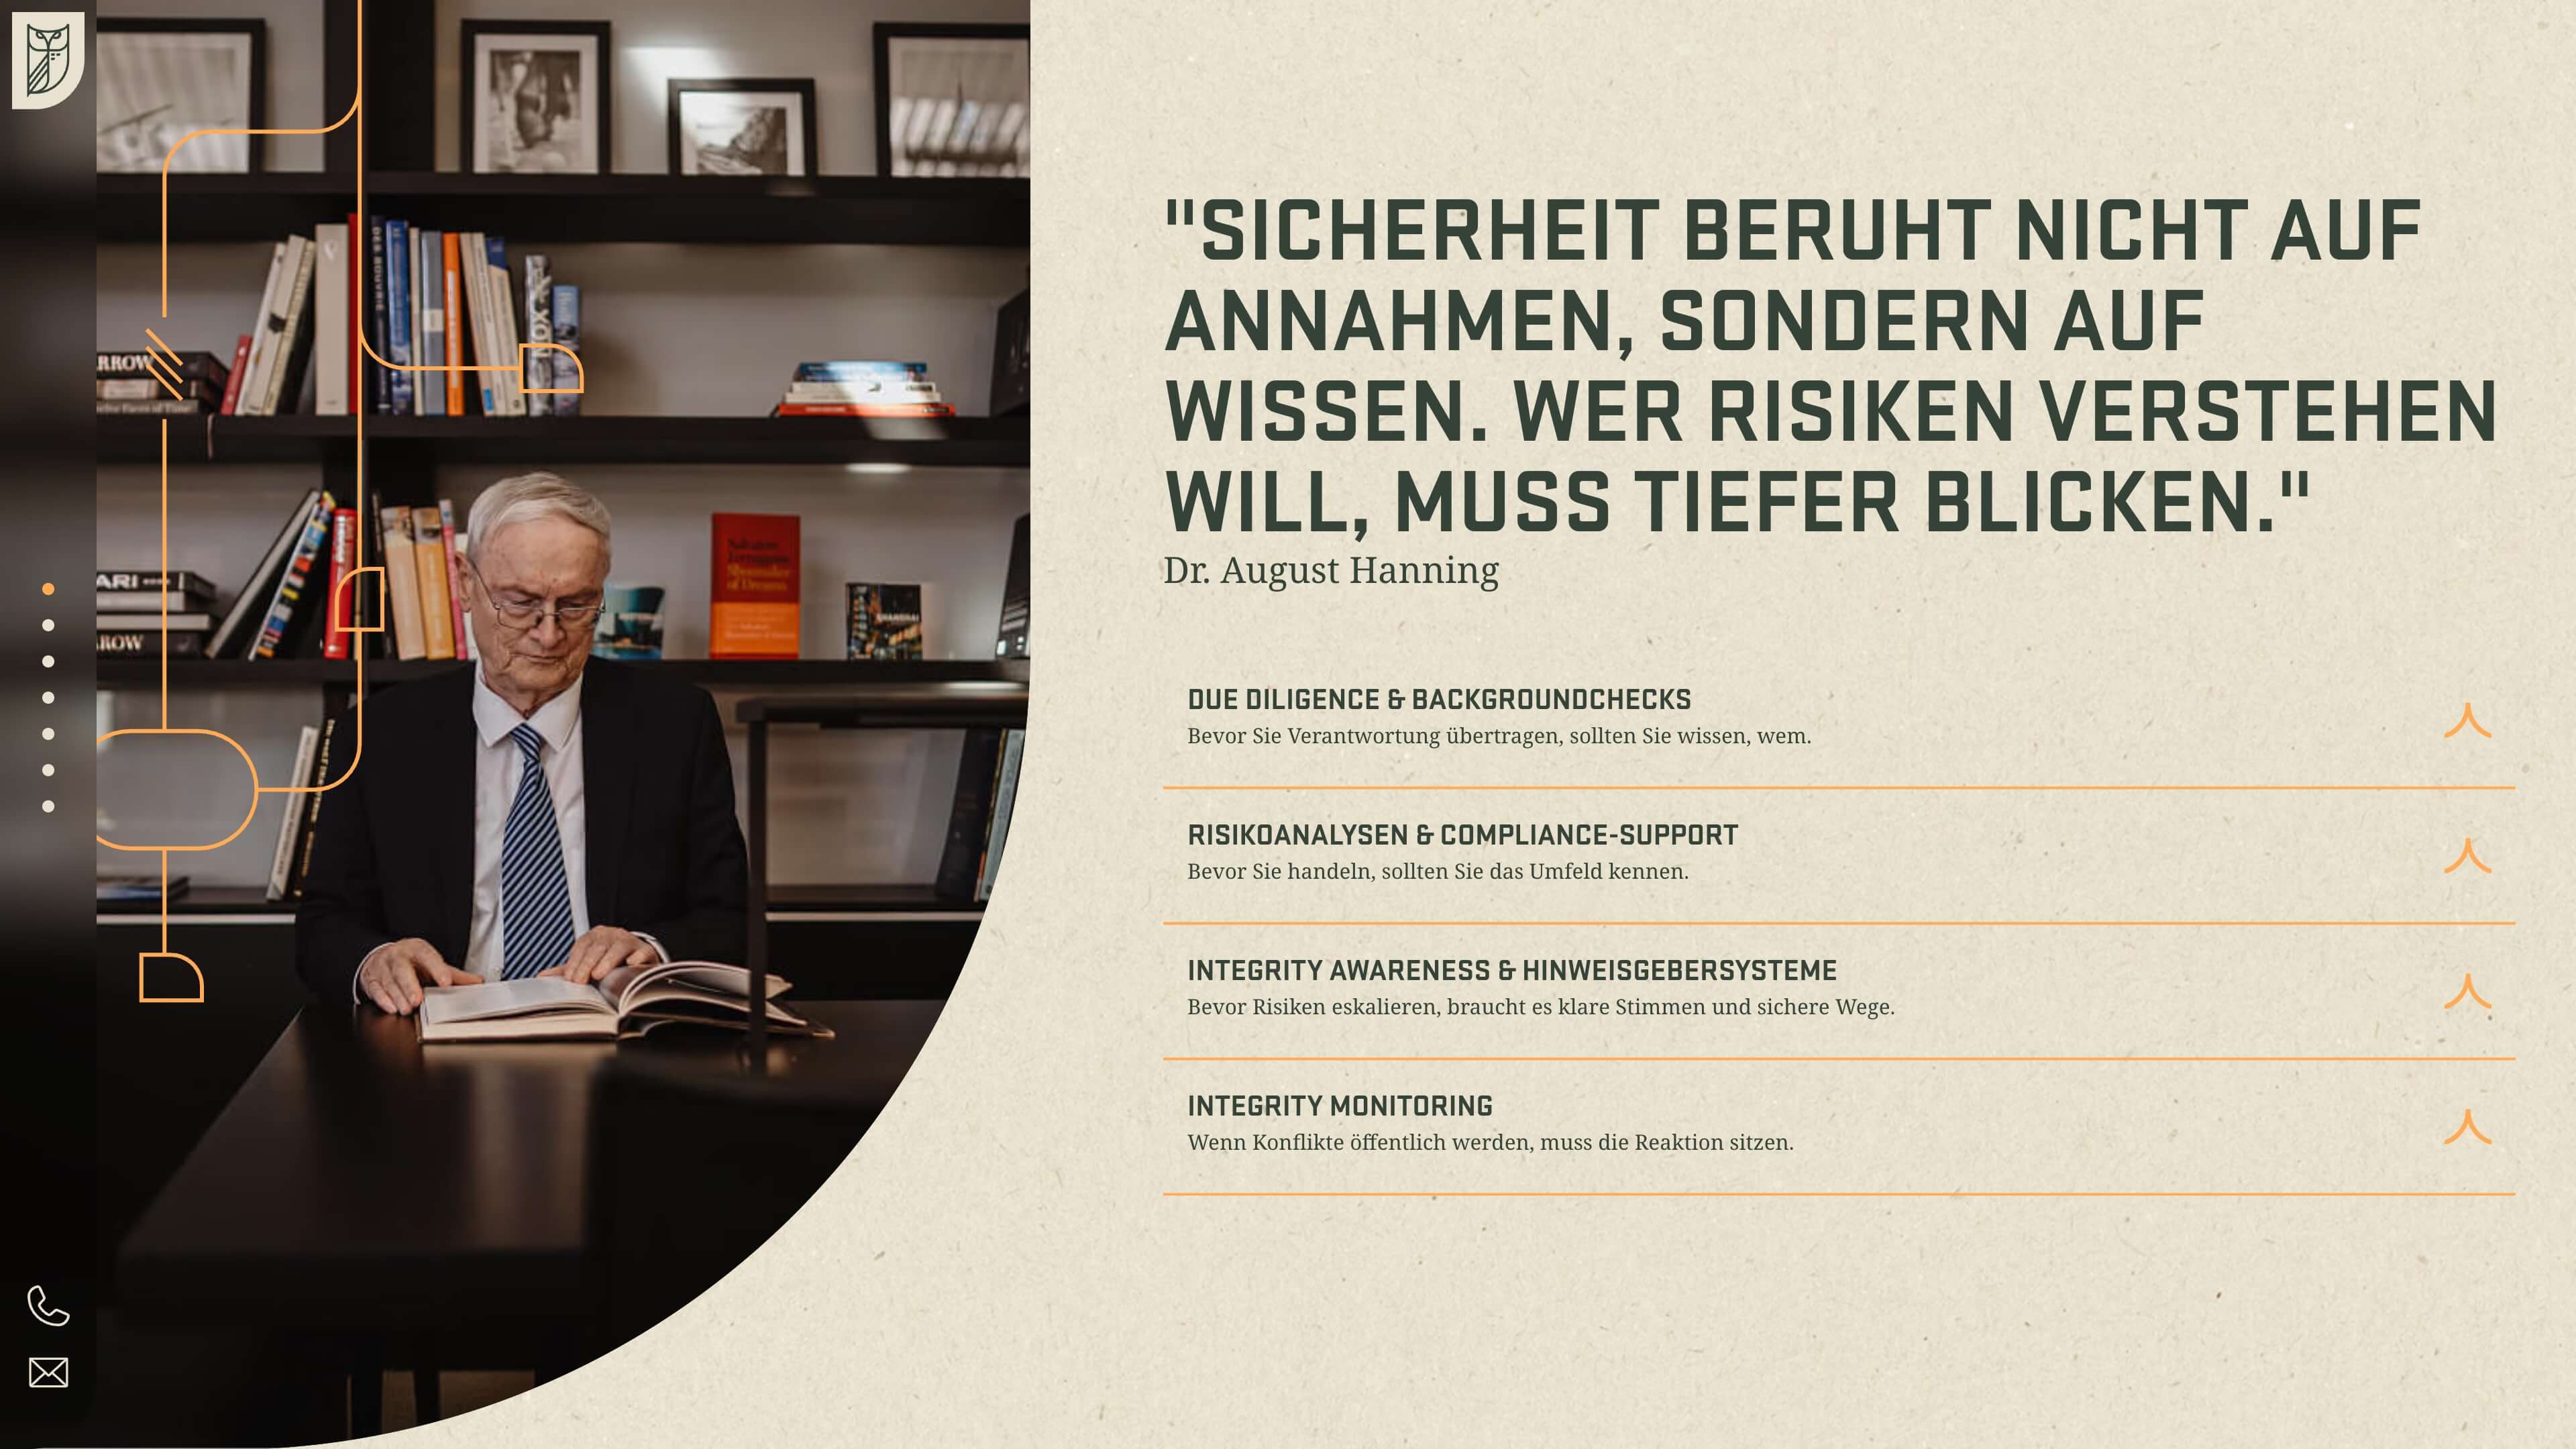 "SICHERHEIT BERUHT NICHT AUF
ANNAHMEN, SONDERN AUF
WISSEN. WER RISIKEN VERSTEHEN
WILL, MUSS TIEFER BLICKEN."
Dr. August Hanning
DUE DILIGENCE & BACKGROUNDCHECKS
Bevor Sie Verantwortung übertragen, sollten Sie wissen, wem.
RISIKOANALYSEN & COMPLIANCE-SUPPORT
Bevor Sie handeln, sollten Sie das Umfeld kennen.
INTEGRITY AWARENESS & HINWEISGEBERSYSTEME
Bevor Risiken eskalieren, braucht es klare Stimmen und sichere Wege.
INTEGRITY MONITORING
Wenn Konflikte öffentlich werden, muss die Reaktion sitzen.
SHANGHAI